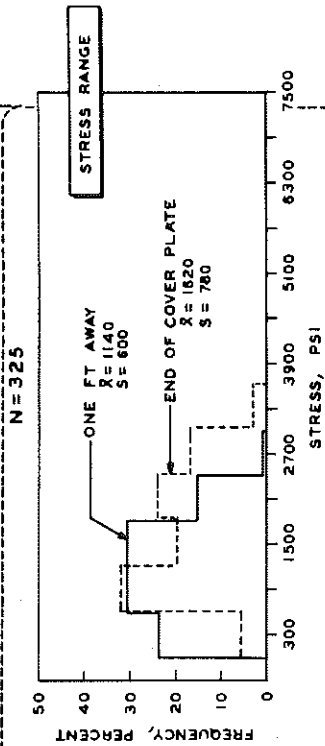 N=325
STRESS RANGE
ONE FT AWAY
X̄=1140
S=600
END OF COVER PLATE
X̄=1620
S=780
FREQUENCY, PERCENT
50
40
30
20
10
0
300
1500
2700
3900
5100
6300
7500
STRESS, PSI